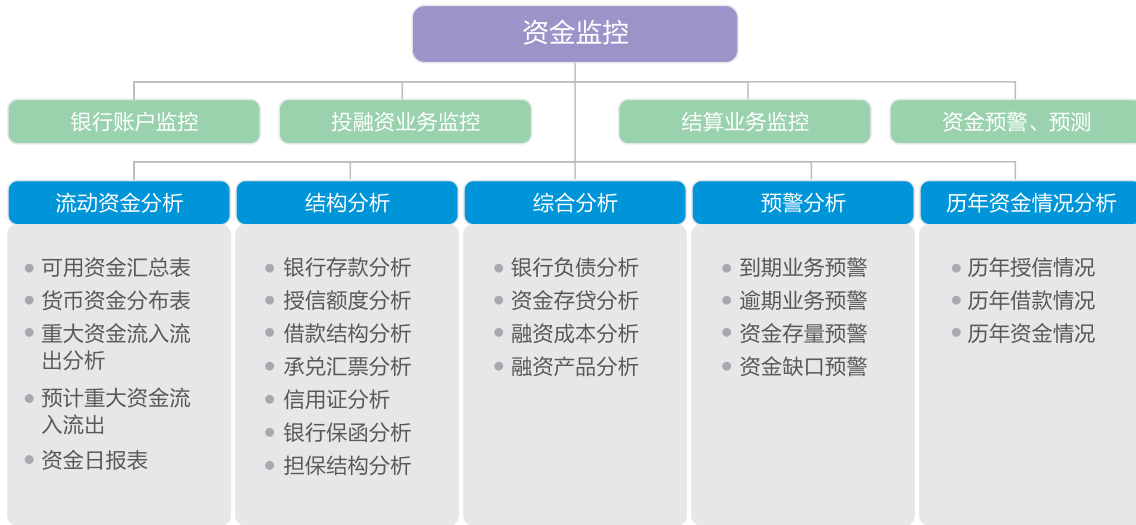 资金监控
银行账户监控
投融资业务监控
结算业务监控
资金预警、预测
流动资金分析
可用资金汇总表
货币资金分布表
重大资金流入流
出分析
预计重大资金流
入流出
资金日报表
结构分析
银行存款分析
授信额度分析
借款结构分析
承兑汇票分析
信用证分析
银行保函分析
担保结构分析
综合分析
银行负债分析
资金存贷分析
融资成本分析
融资产品分析
预警分析
到期业务预警
逾期业务预警
资金存量预警
资金缺口预警
历年资金情况分析
历年授信情况
历年借款情况
历年资金情况